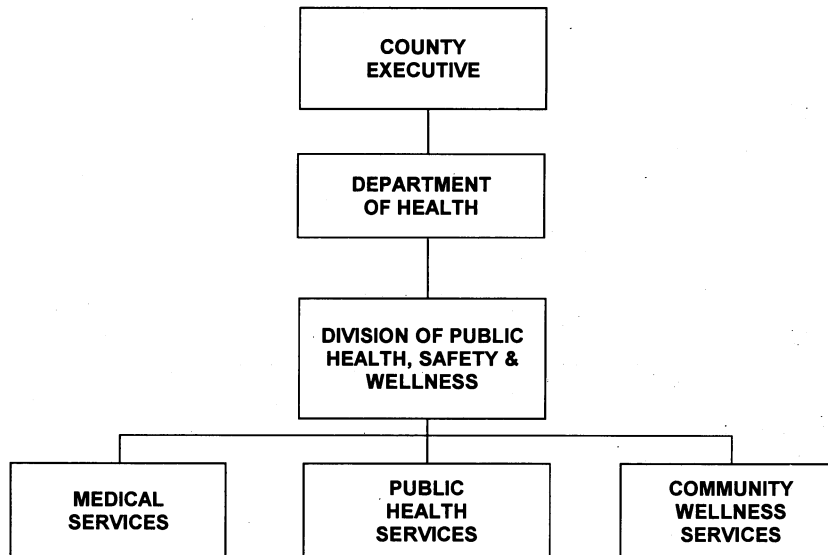 COUNTY
EXECUTIVE
DEPARTMENT
OF HEALTH
DIVISION OF PUBLIC
HEALTH, SAFETY &
WELLNESS
MEDICAL
SERVICES
PUBLIC
HEALTH
SERVICES
COMMUNITY
WELLNESS
SERVICES